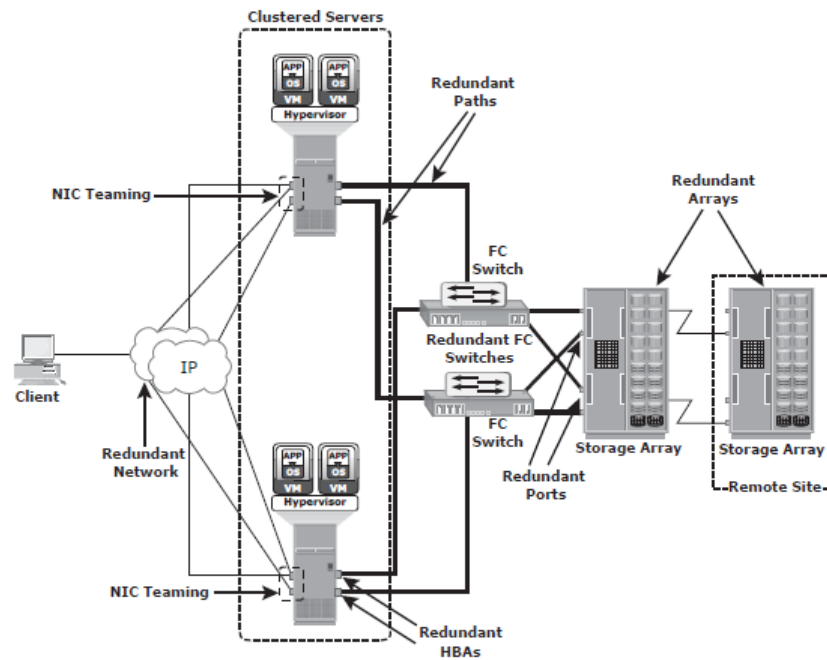 Clustered Servers
APP
OS
VM
APP
OS
VM
Hypervisor
Redundant
Paths
NIC Teaming
Redundant
Arrays
FC
Switch
Redundant FC
Switches
IP
Client
FC
Switch
Redundant
Network
Redundant
Ports
Storage Array
Storage Array
Remote Site
APP
OS
VM
APP
OS
VM
Hypervisor
NIC Teaming
Redundant
HBAs